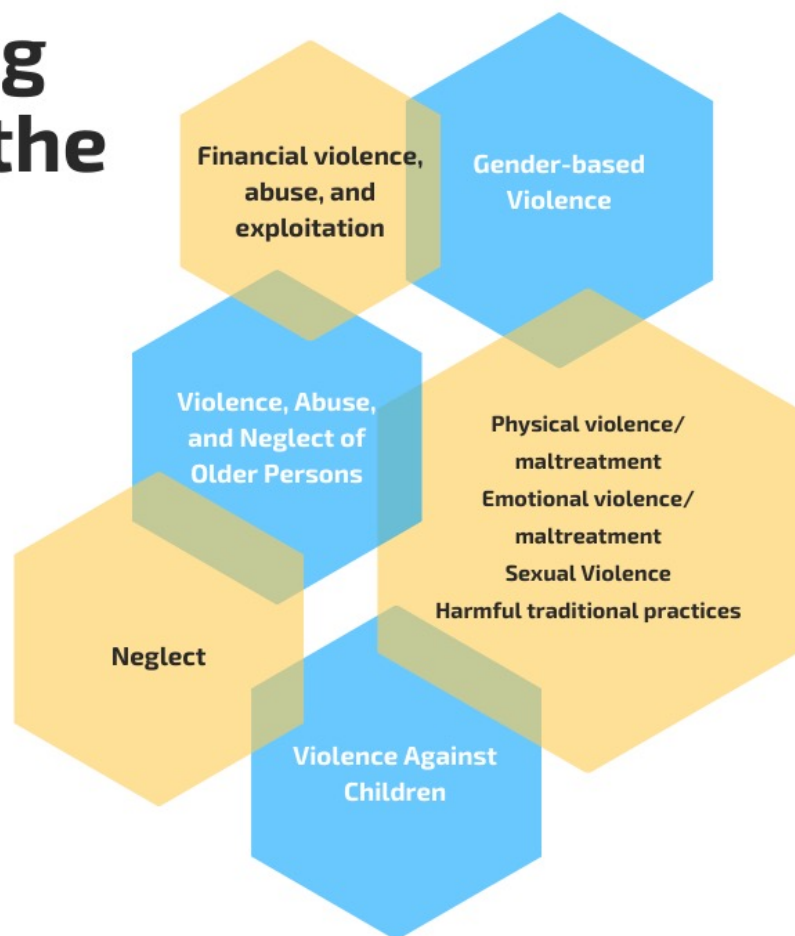 g
the
Financial violence,
abuse, and
exploitation
Gender-based
Violence
Violence, Abuse,
and Neglect of
Older Persons
Physical violence/
maltreatment
Emotional violence/
maltreatment
Sexual Violence
Harmful traditional practices
Neglect
Violence Against
Children